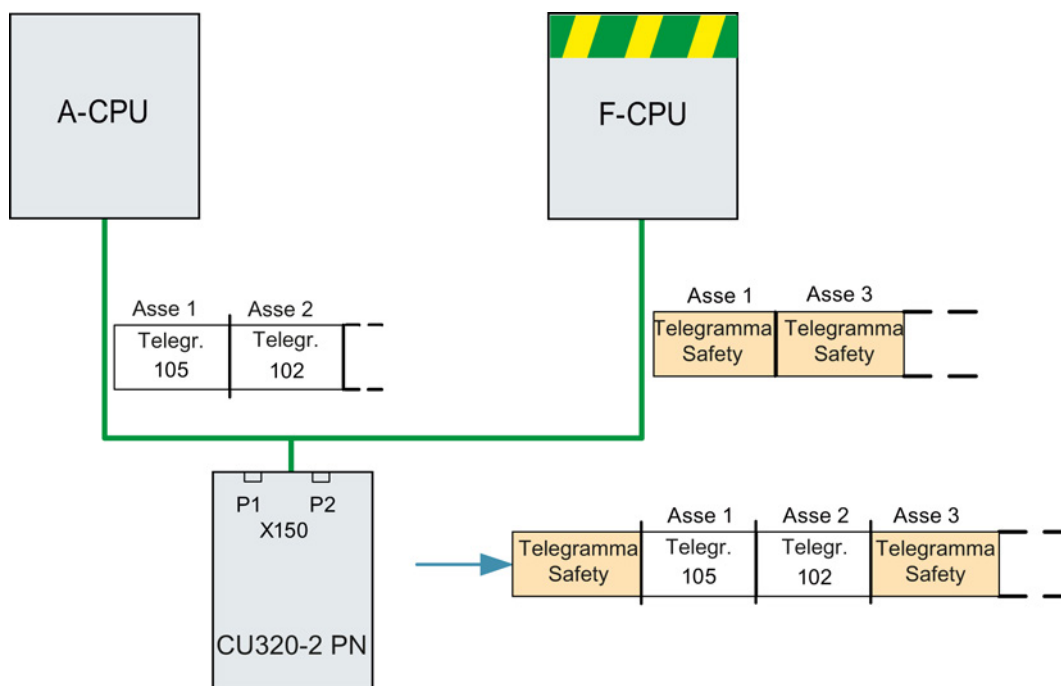 A-CPU
F-CPU
Asse 1 Asse 2
Telegr. Telegr.
105 102
Asse 1 Asse 3
Telegramma Telegramma
Safety Safety
P1 P2
X150
CU320-2 PN
Asse 1 Asse 2 Asse 3
Telegramma Telegr. Telegr. Telegramma
Safety 105 102 Safety